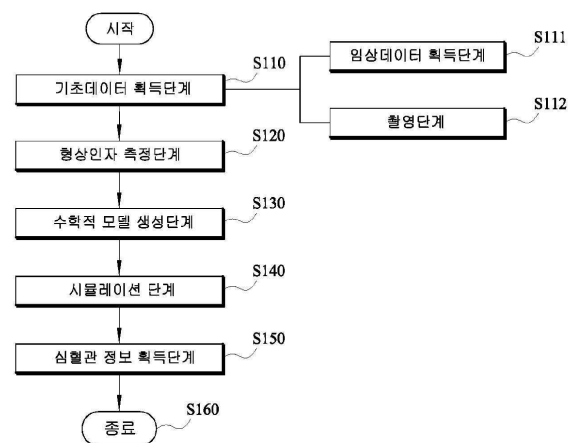 시작
S110
기초데이터 획득단계
S111
임상데이터 획득단계
S112
촬영단계
S120
형상인자 측정단계
S130
수학적 모델 생성단계
S140
시뮬레이션 단계
S150
심혈관 정보 획득단계
S160
종료